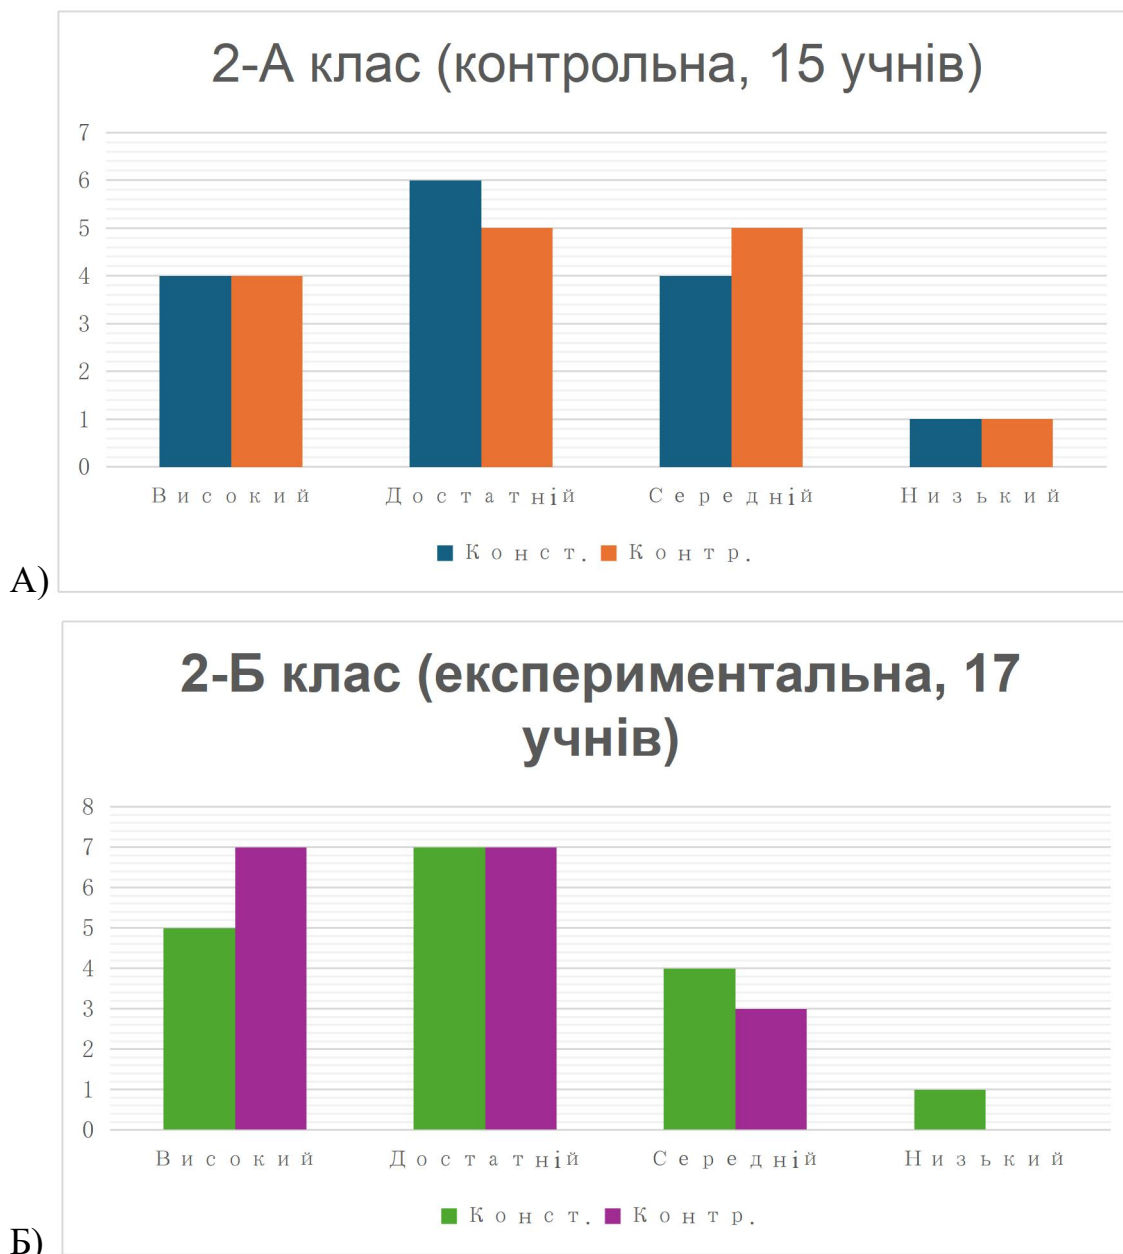 2-А клас (контрольна, 15 учнів)
7
6
5
4
3
2
1
0
Високий Достатній Середній Низький
Конст. Контр.
А)
2-Б клас (експериментальна, 17
учнів)
8
7
6
5
4
3
2
1
0
Високий Достатній Середній Низький
Конст. Контр.
Б)